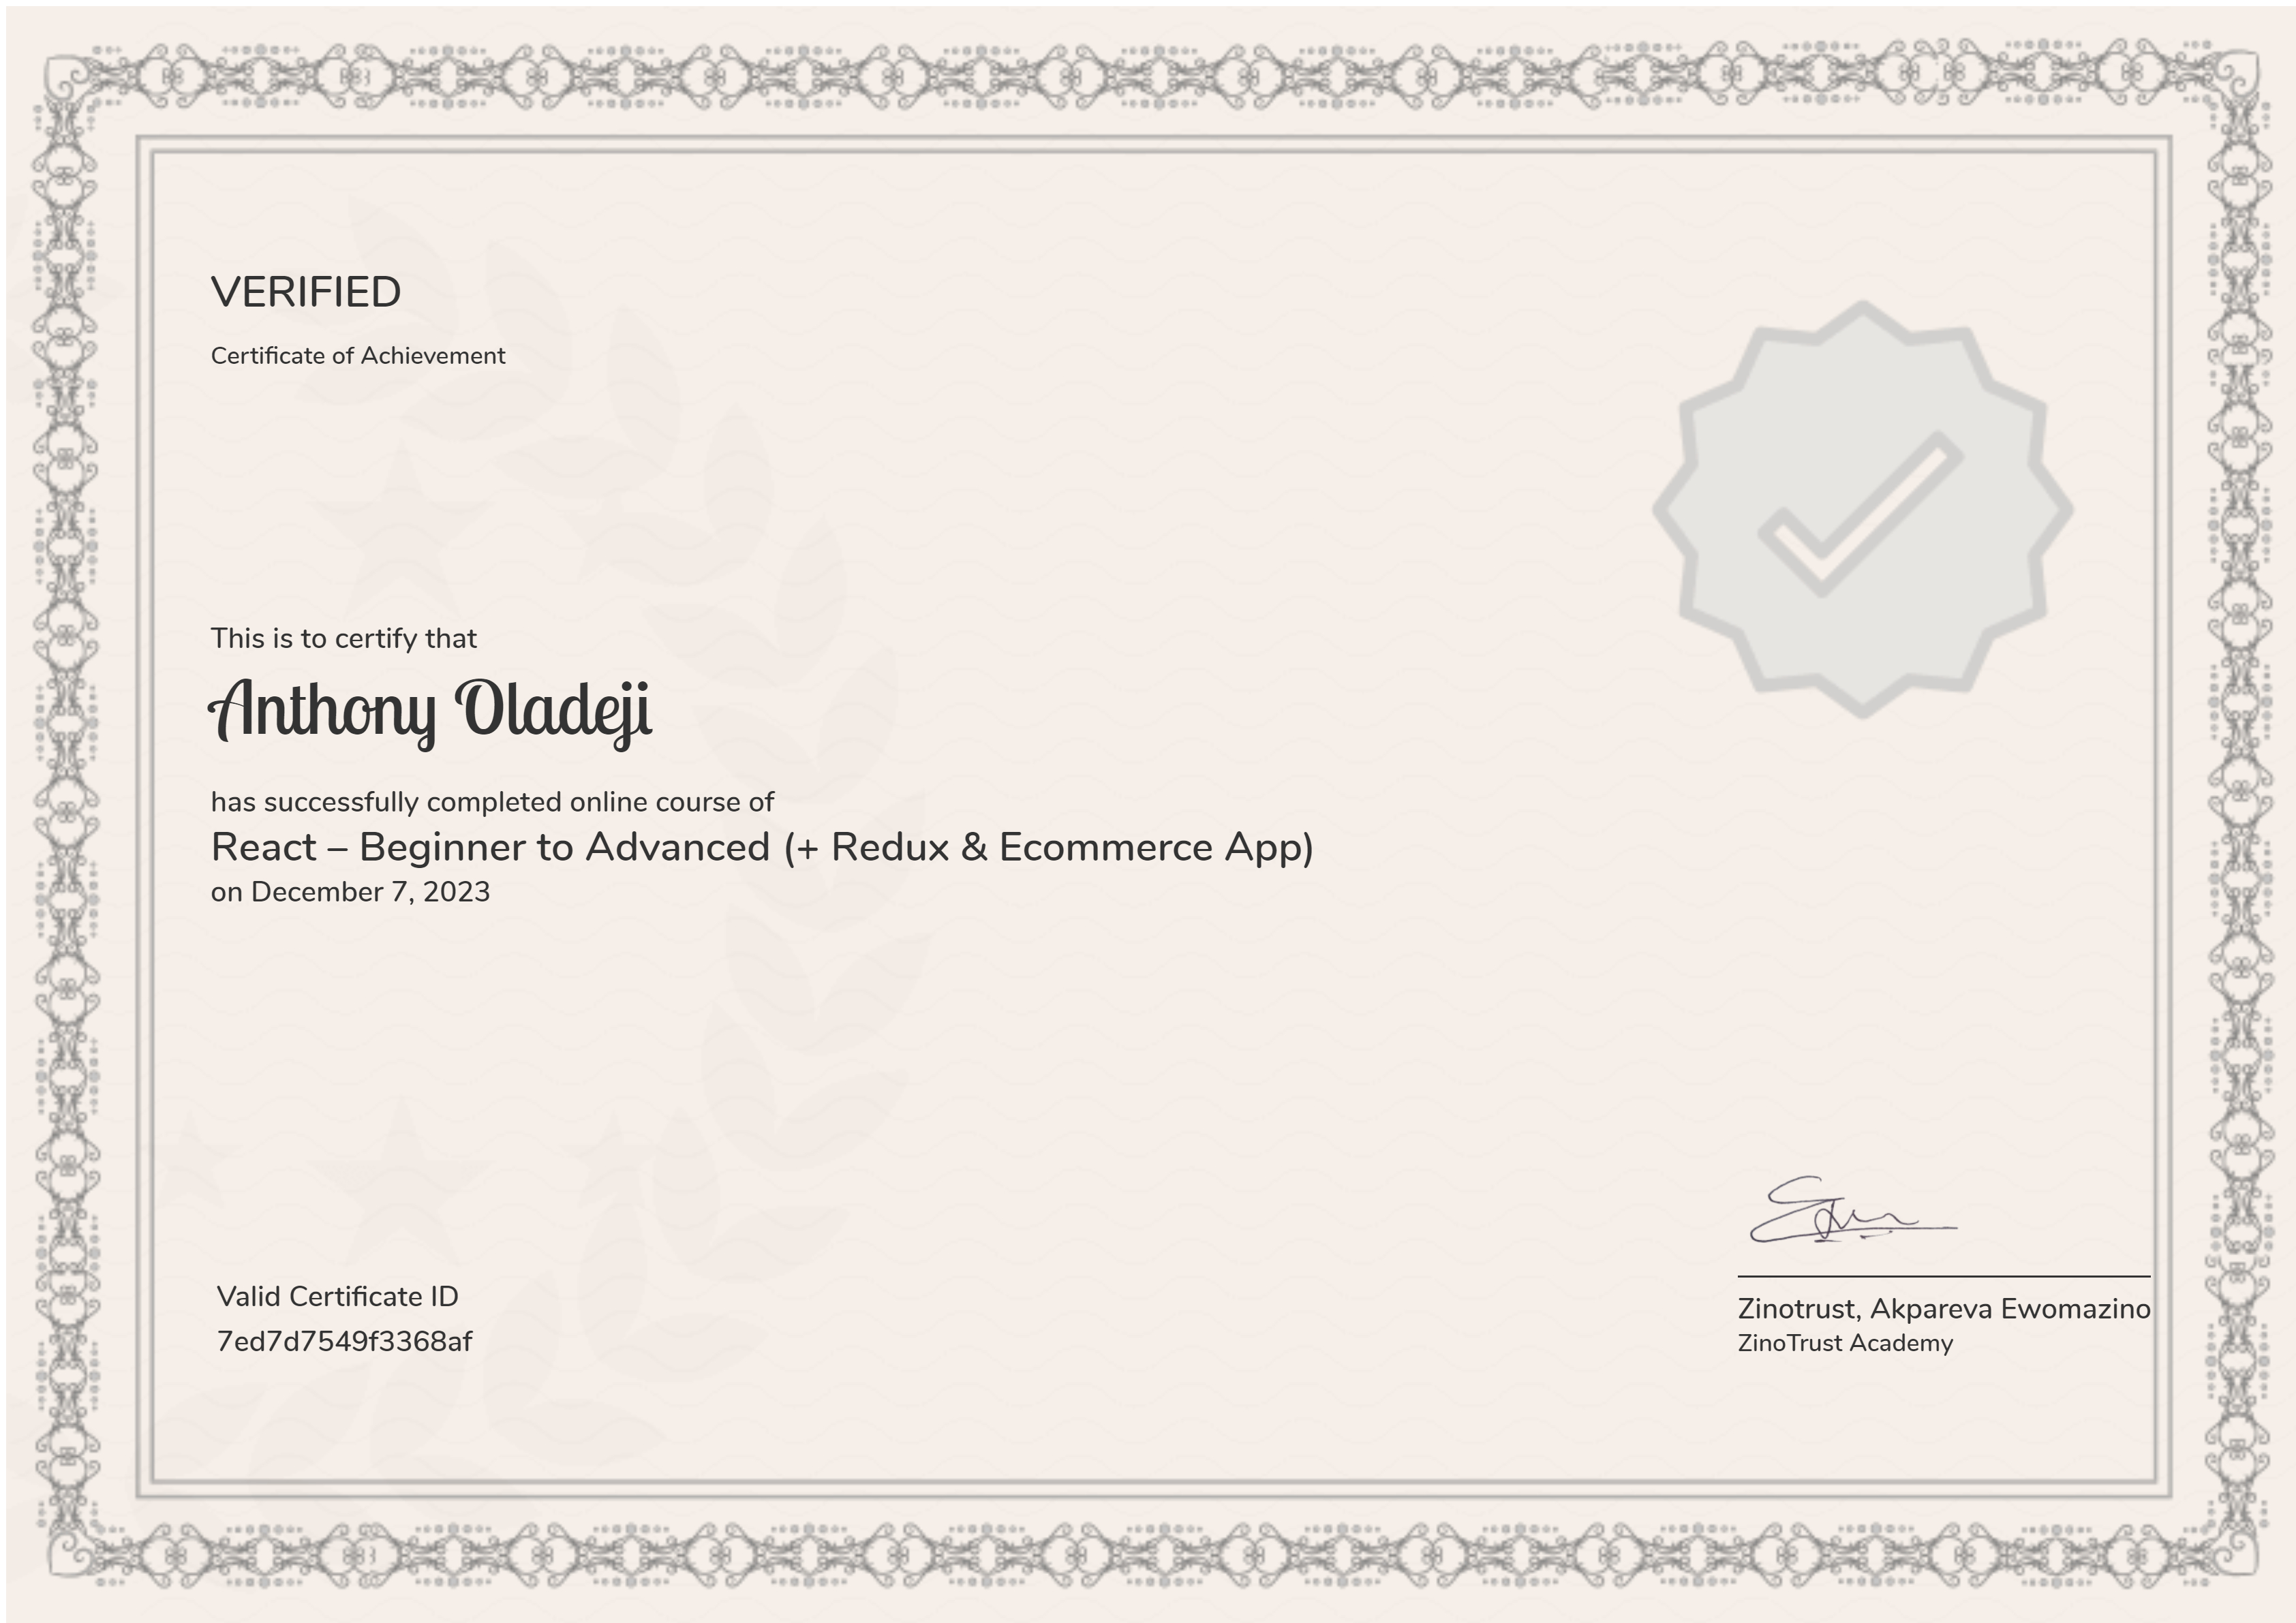 VERIFIED
Certificate of Achievement
This is to certify that
Anthony Oladeji
has successfully completed online course of
React – Beginner to Advanced (+ Redux & Ecommerce App)
on December 7, 2023
Valid Certificate ID
7ed7d7549f3368af
Zinotrust, Akpareva Ewomazino
ZinoTrust Academy